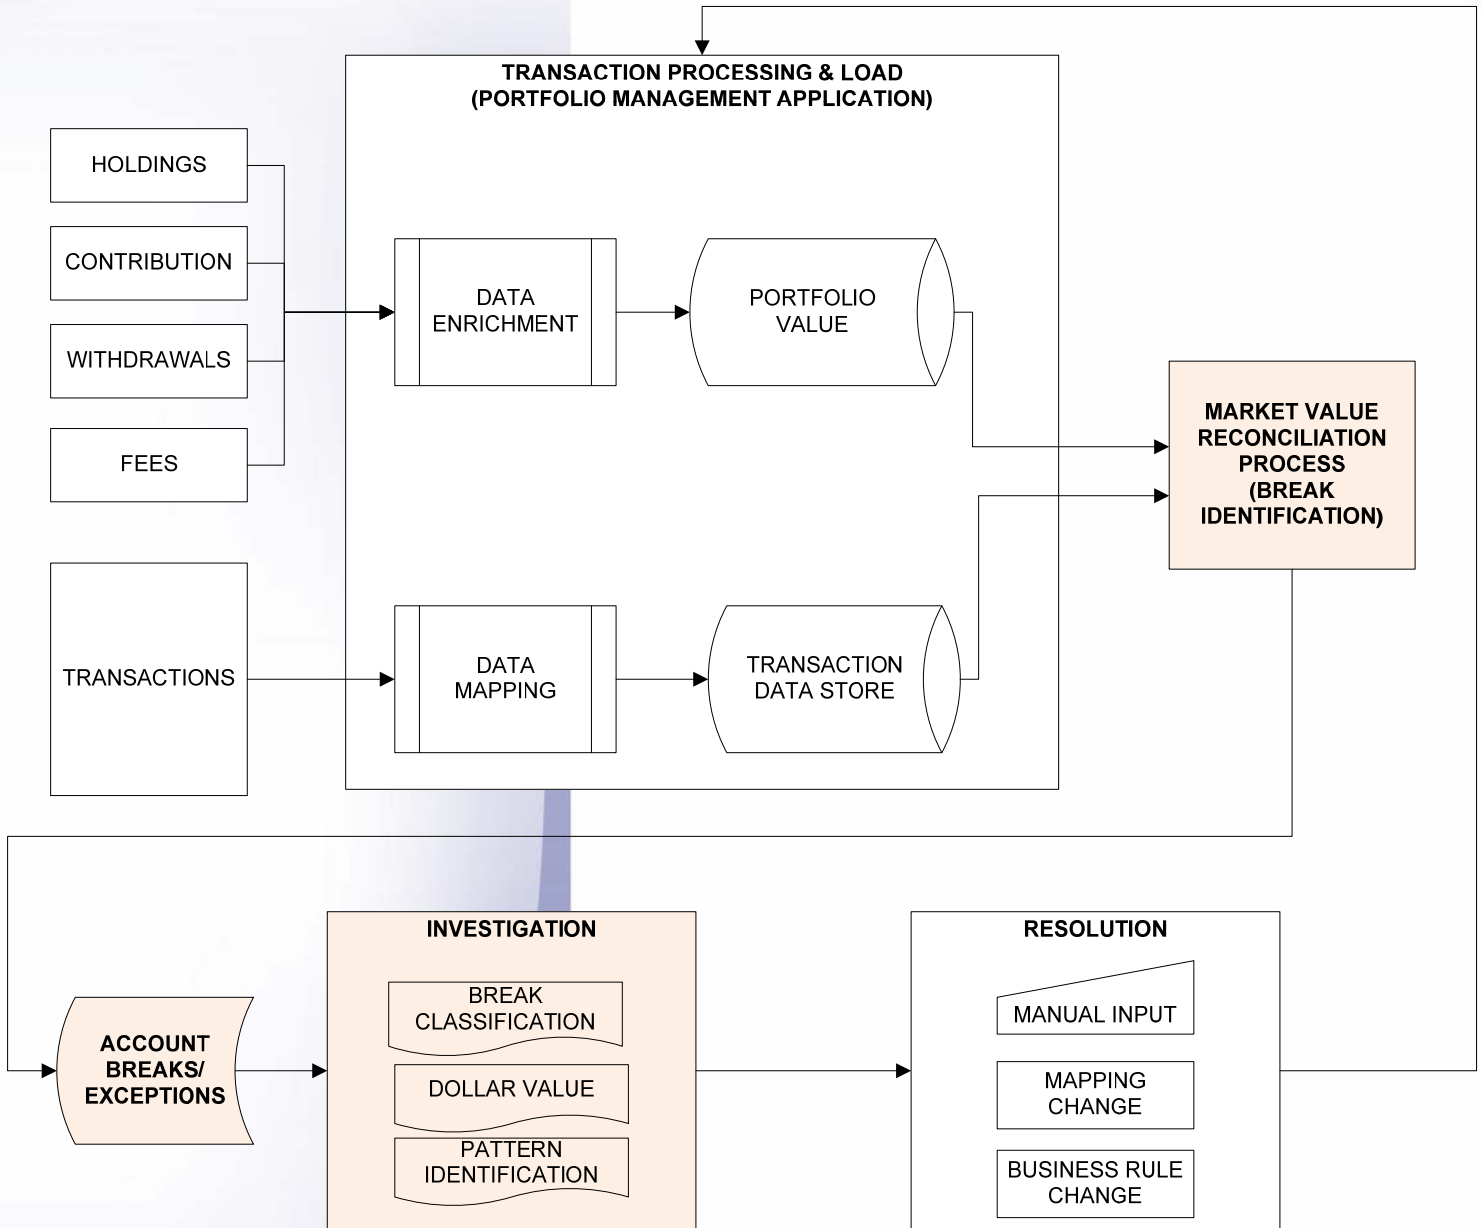 TRANSACTION PROCESSING & LOAD
(PORTFOLIO MANAGEMENT APPLICATION)
HOLDINGS
CONTRIBUTION
WITHDRAWALS
FEES
DATA
ENRICHMENT
PORTFOLIO
VALUE
MARKET VALUE
RECONCILIATION
PROCESS
(BREAK
IDENTIFICATION)
TRANSACTIONS
DATA
MAPPING
TRANSACTION
DATA STORE
ACCOUNT
BREAKS/
EXCEPTIONS
INVESTIGATION
BREAK
CLASSIFICATION
DOLLAR VALUE
PATTERN
IDENTIFICATION
RESOLUTION
MANUAL INPUT
MAPPING
CHANGE
BUSINESS RULE
CHANGE